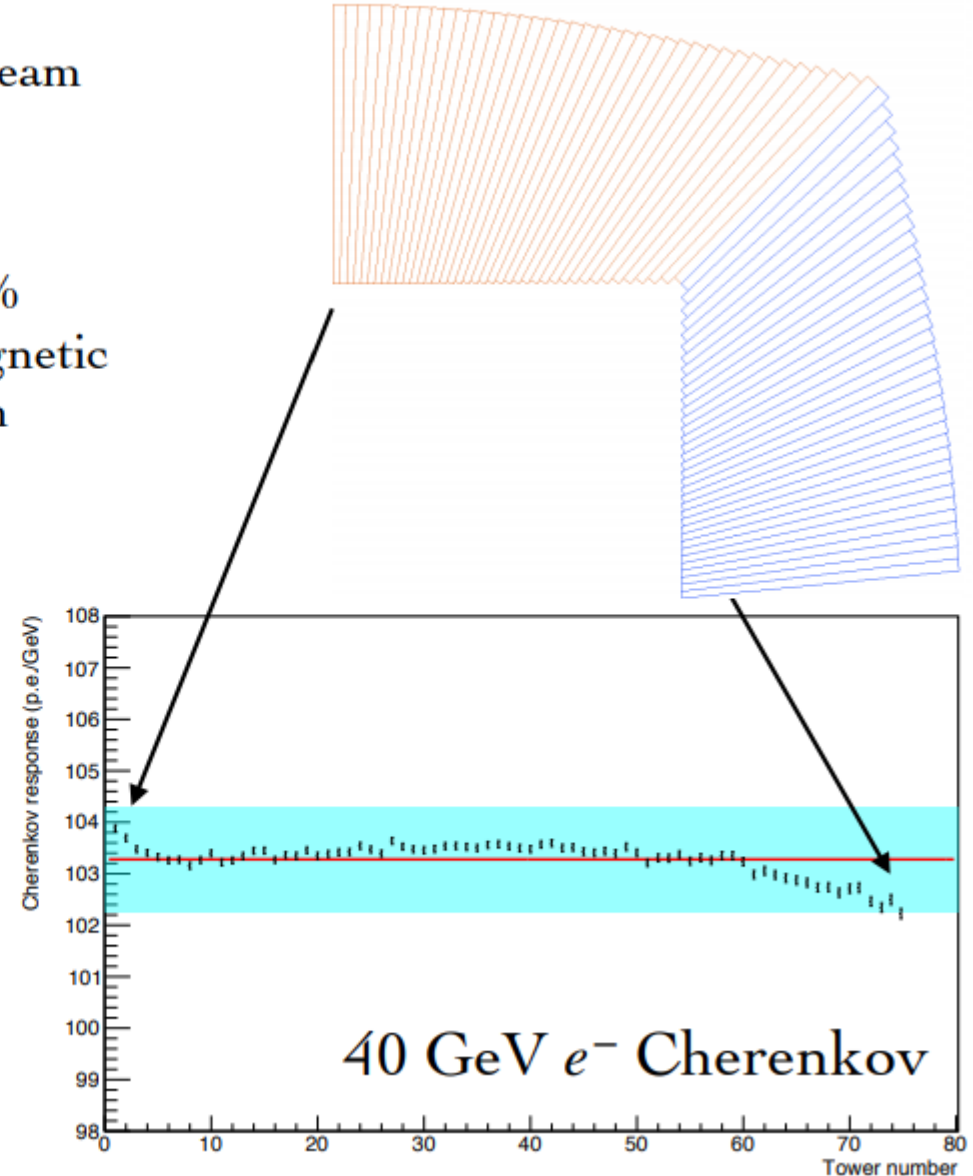 eam
%
gnetic
n
108
107
106
105
104
103
102
101
100
99
98
Cherenkov response (p.e./GeV)
40 GeV e⁻ Cherenkov
0 10 20 30 40 50 60 70 80
Tower number